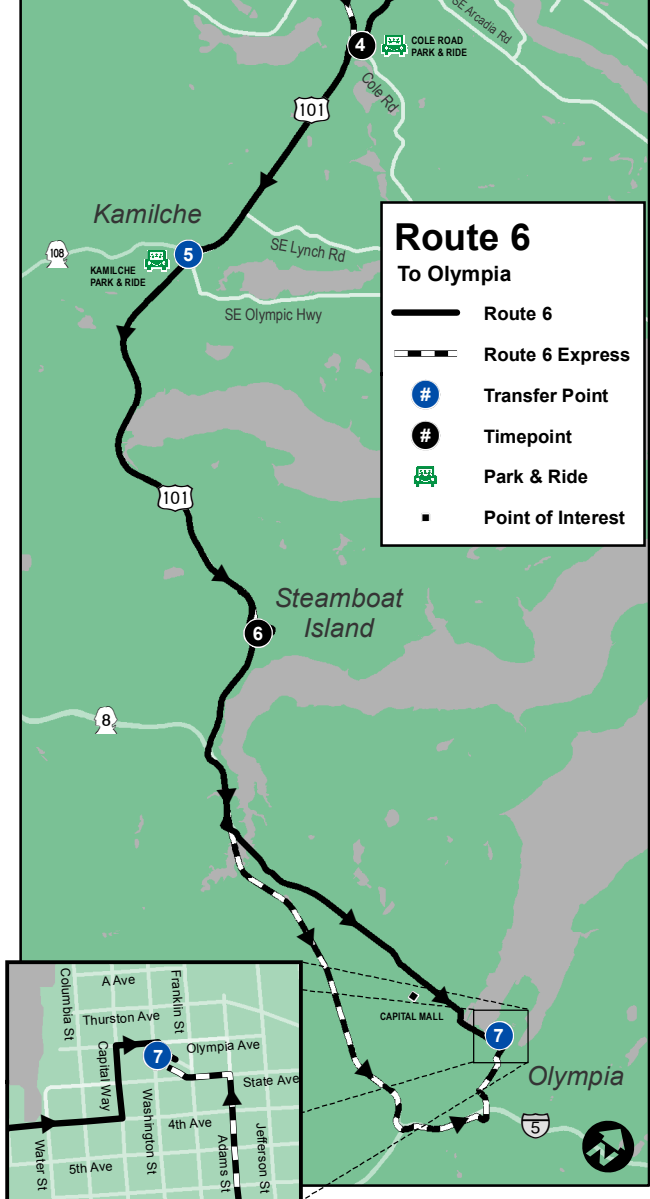 SE Arcadia Rd
4
COLE ROAD
PARK & RIDE
Cole Rd
101
Kamilche
108
5
KAMILCHE
PARK & RIDE
SE Lynch Rd
SE Olympic Hwy
Route 6
To Olympia
Route 6
Route 6 Express
# Transfer Point
# Timepoint
Park & Ride
Point of Interest
101
Steamboat
Island
6
8
CAPITAL MALL
7
Olympia
5
N
Columbia St
A Ave
Franklin St
Thurston Ave
Capital Way
Olympia Ave
7
State Ave
Washington St
4th Ave
Water St
5th Ave
Adams St
Jefferson St